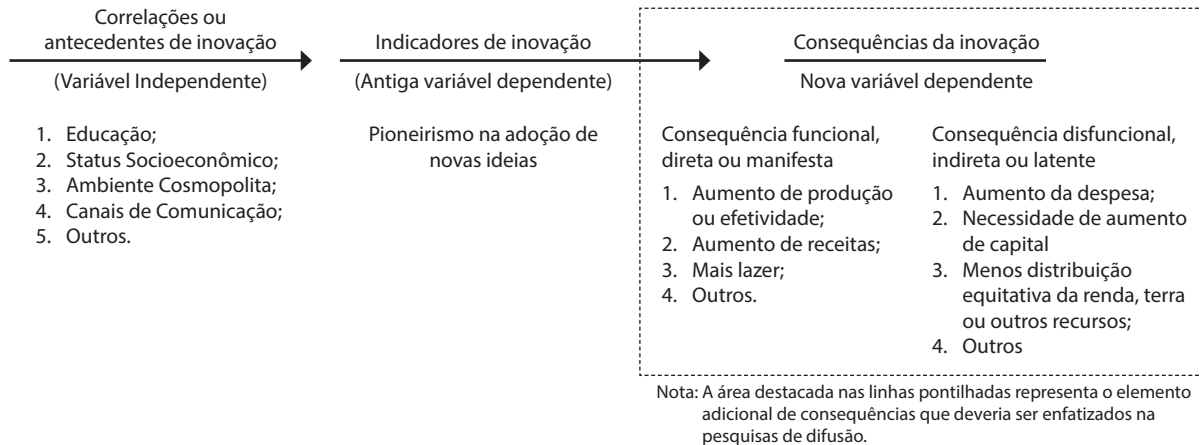 Correlações ou
antecedentes de inovação
(Variável Independente)
1. Educação;
2. Status Socioeconômico;
3. Ambiente Cosmopolita;
4. Canais de Comunicação;
5. Outros.
Indicadores de inovação
(Antiga variável dependente)
Pioneirismo na adoção de
novas ideias
Consequências da inovação
Nova variável dependente
Consequência funcional,
direta ou manifesta
1. Aumento de produção
ou efetividade;
2. Aumento de receitas;
3. Mais lazer;
4. Outros.
Consequência disfuncional,
indireta ou latente
1. Aumento da despesa;
2. Necessidade de aumento
de capital
3. Menos distribuição
equitativa da renda, terra
ou outros recursos;
4. Outros
Nota: A área destacada nas linhas pontilhadas representa o elemento
adicional de consequências que deveria ser enfatizados na
pesquisas de difusão.